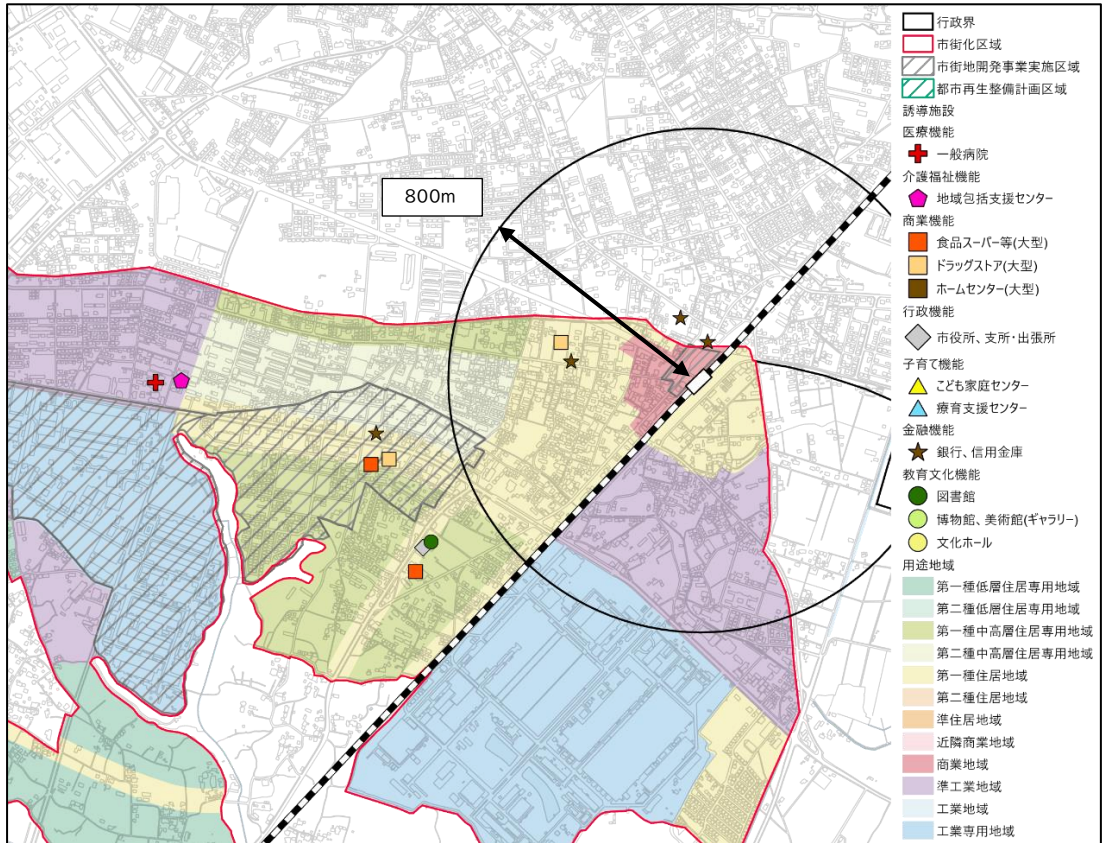 800m
行政界
市街化区域
市街地開発事業実施区域
都市再生整備計画区域
誘導施設
医療機能
一般病院
介護福祉機能
地域包括支援センター
商業機能
食品スーパー等(大型)
ドラッグストア(大型)
ホームセンター(大型)
行政機能
市役所、支所・出張所
子育て機能
こども家庭センター
療育支援センター
金融機能
銀行、信用金庫
教育文化機能
図書館
博物館、美術館(ギャラリー)
文化ホール
用途地域
第一種低層住居専用地域
第二種低層住居専用地域
第一種中高層住居専用地域
第二種中高層住居専用地域
第一種住居地域
第二種住居地域
準住居地域
近隣商業地域
商業地域
準工業地域
工業地域
工業専用地域